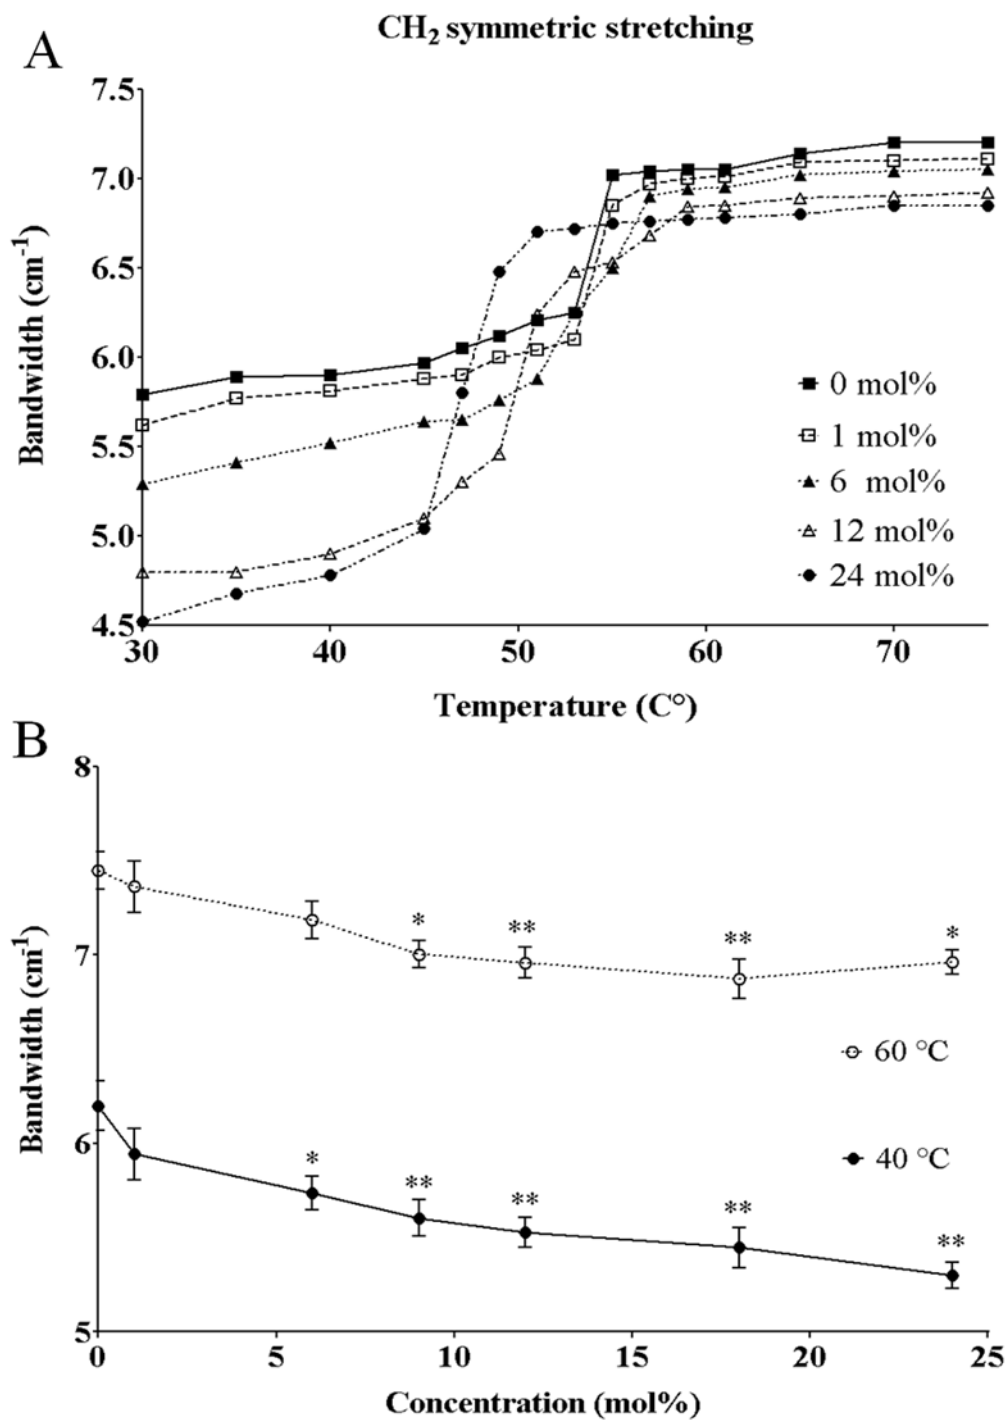 CH₂ symmetric stretching
A
7.5
7.0
6.5
6.0
5.5
5.0
4.5
Bandwidth (cm⁻¹)
0 mol%
1 mol%
6 mol%
12 mol%
24 mol%
30 40 50 60 70
Temperature (C°)
B
8
7
6
5
Bandwidth (cm⁻¹)
* ** ** *
60 °C
40 °C
* ** ** ** **
0 5 10 15 20 25
Concentration (mol%)